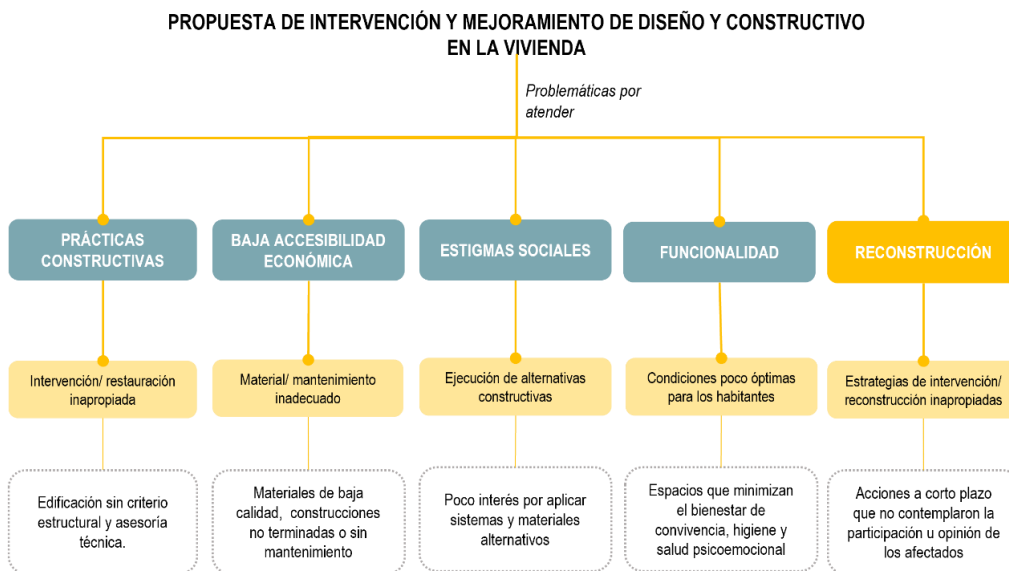 PROPUESTA DE INTERVENCIÓN Y MEJORAMIENTO DE DISEÑO Y CONSTRUCTIVO
EN LA VIVIENDA
Problemáticas por
atender
PRÁCTICAS
CONSTRUCTIVAS
BAJA ACCESIBILIDAD
ECONÓMICA
ESTIGMAS SOCIALES
FUNCIONALIDAD
RECONSTRUCCIÓN
Intervención/ restauración
inapropiada
Material/ mantenimiento
inadecuado
Ejecución de alternativas
constructivas
Condiciones poco óptimas
para los habitantes
Estrategias de intervención/
reconstrucción inapropiadas
Edificación sin criterio
estructural y asesoría
técnica.
Materiales de baja
calidad, construcciones
no terminadas o sin
mantenimiento
Poco interés por aplicar
sistemas y materiales
alternativos
Espacios que minimizan
el bienestar de
convivencia, higiene y
salud psicoemocional
Acciones a corto plazo
que no contemplaron la
participación u opinión de
los afectados